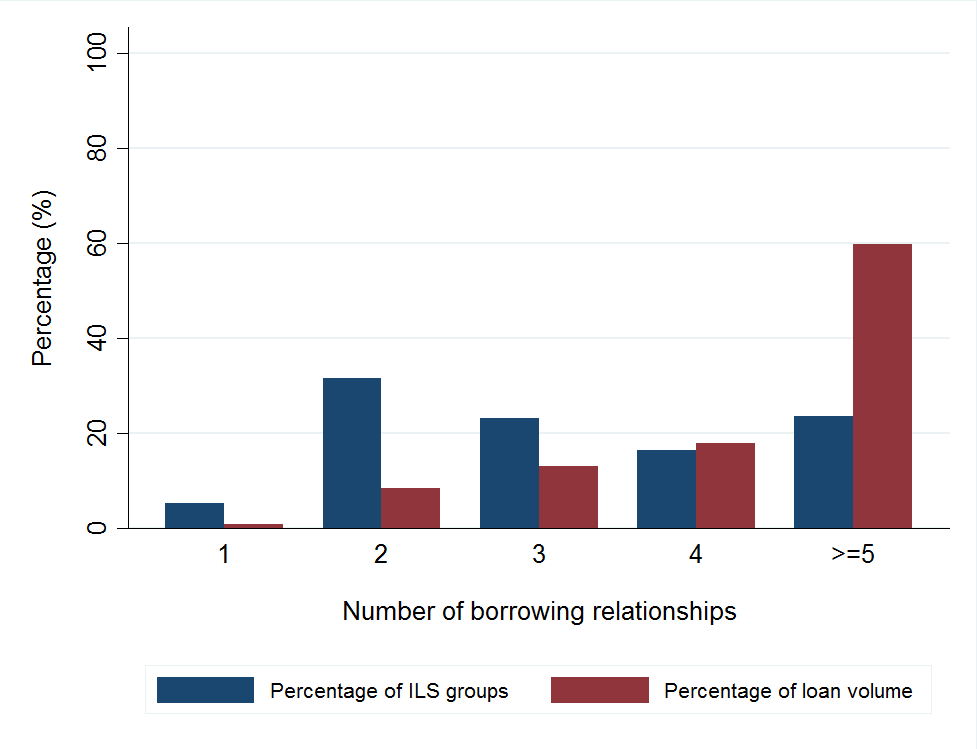 Percentage (%)
100
80
60
40
20
0
1 2 3 4 >=5
Number of borrowing relationships
Percentage of ILS groups Percentage of loan volume